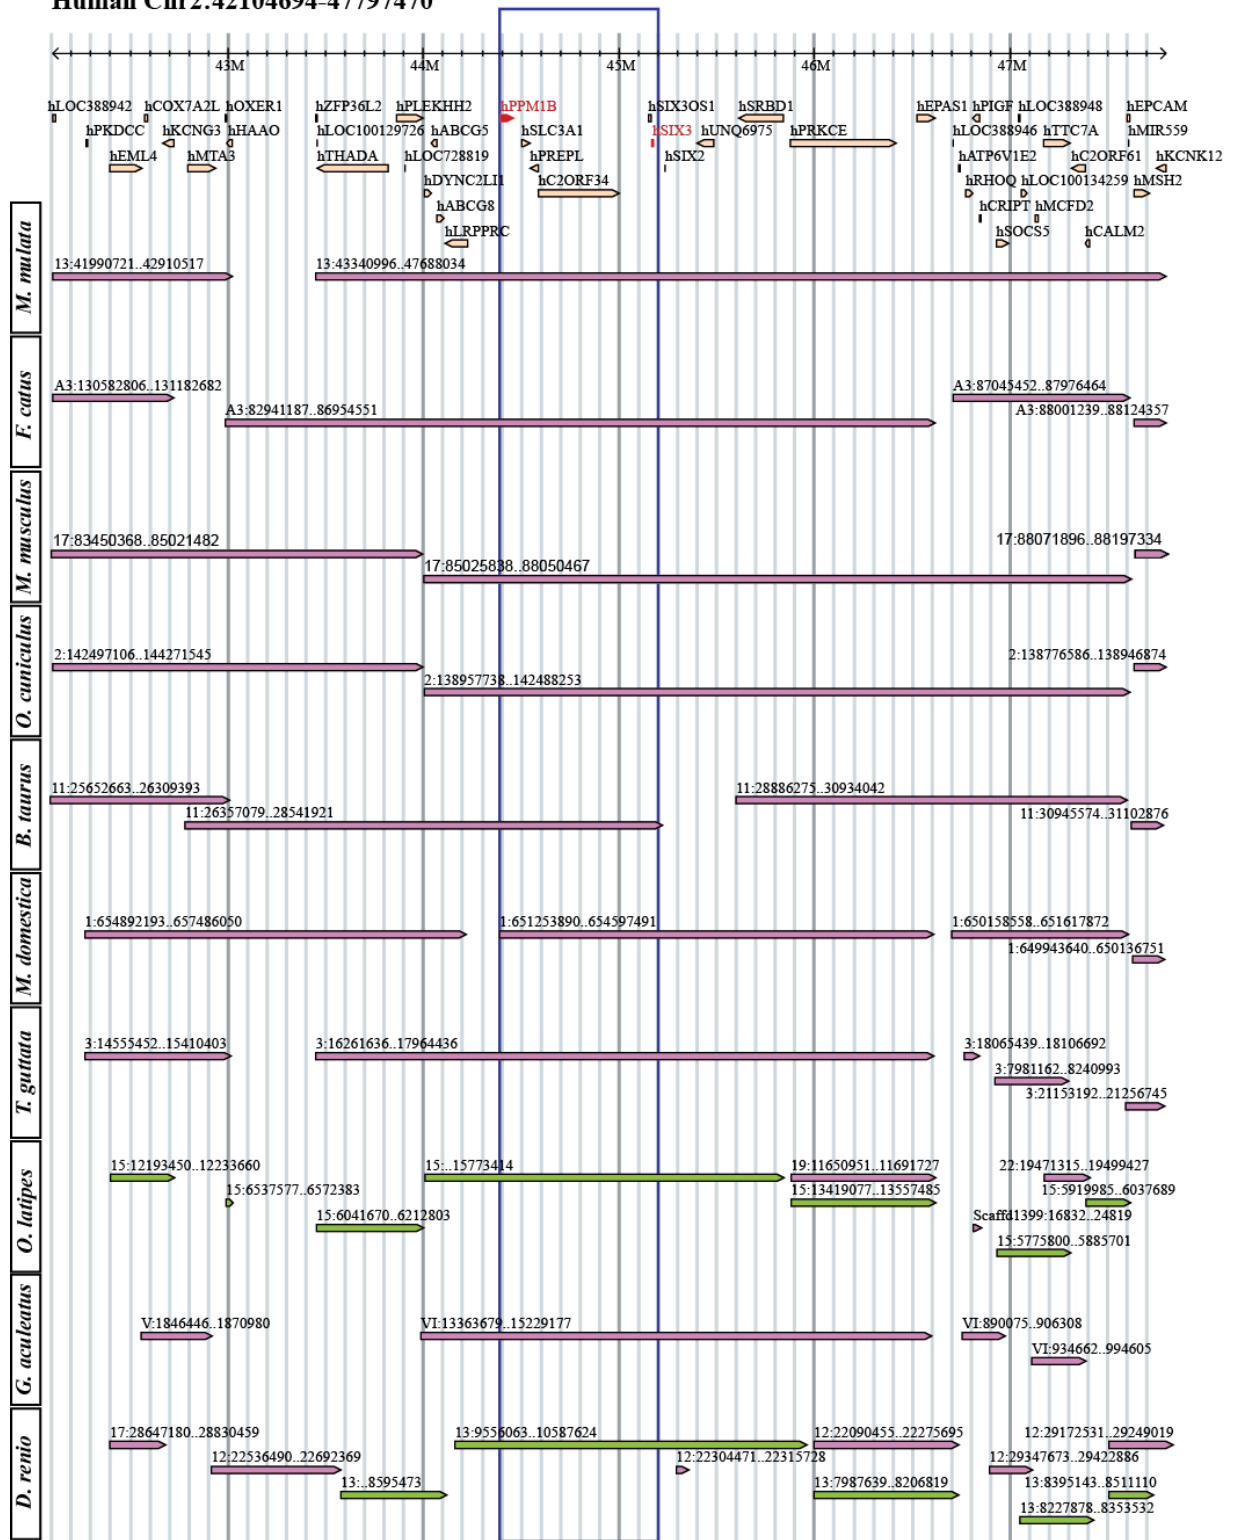 Human Chr2:42104694-47797470
43M 44M 45M 46M 47M
hLOC388942 hCOX7A2L hOXER1 hZFP36L2 hPLEKHH2 hPPM1B hSIX3OS1 hSRBD1 hEPAS1 hPIGF hLOC388948 hEPCAM
hPKDCC hKCNG3 hHAAO hLOC100129726 hABCG5 hSLC3A1 hSIX3 hUNQ6975 hPRKCE hLOC388946 hTTC7A hMIR559
hEML4 hMTA3 hTHADA hLOC728819 hPREPL hSIX2 hATP6V1E2 hC2ORF61 hKCNK12
hDYNC2LI1 hC2ORF34 hRHOQ hLOC100134259 hMSH2
hABCG8 hCRIPT hMCFD2
hLRPPRC hSOCS5 hCALM2
M. mulata
13:41990721..42910517 13:43340996..47688034
F. catus
A3:130582806..131182682 A3:87045452..87976464
A3:82941187..86954551 A3:88001239..88124357
M. musculus
17:83450368..85021482 17:88071896..88197334
17:85025838..88050467
O. cuniculus
2:142497106..144271545 2:138776586..138946874
2:138957738..142488253
B. taurus
11:25652663..26309393 11:28886275..30934042
11:26357079..28541921 11:30945574..31102876
M. domestica
1:654892193..657486050 1:651253890..654597491 1:650158558..651617872
1:649943640..650136751
T. guttata
3:14555452..15410403 3:16261636..17964436 3:18065439..18106692
3:7981162..8240993
3:21153192..21256745
O. latipes
15:12193450..12233660 15:..15773414 19:11650951..11691727 22:19471315..19499427
15:6537577..6572383 15:13419077..13557485 15:5919985..6037689
15:6041670..6212803 Scaffd1399:16832..24819
15:5775800..5885701
G. aculeatus
V:1846446..1870980 VI:13363679..15229177 VI:890075..906308
VI:934662..994605
D. renio
17:28647180..28830459 13:9556063..10587624 12:22090455..22275695 12:29172531..29249019
12:22536490..22692369 12:22304471..22315728 12:29347673..29422886
13:..8595473 13:7987639..8206819 13:8395143..8511110
13:8227878..8353532